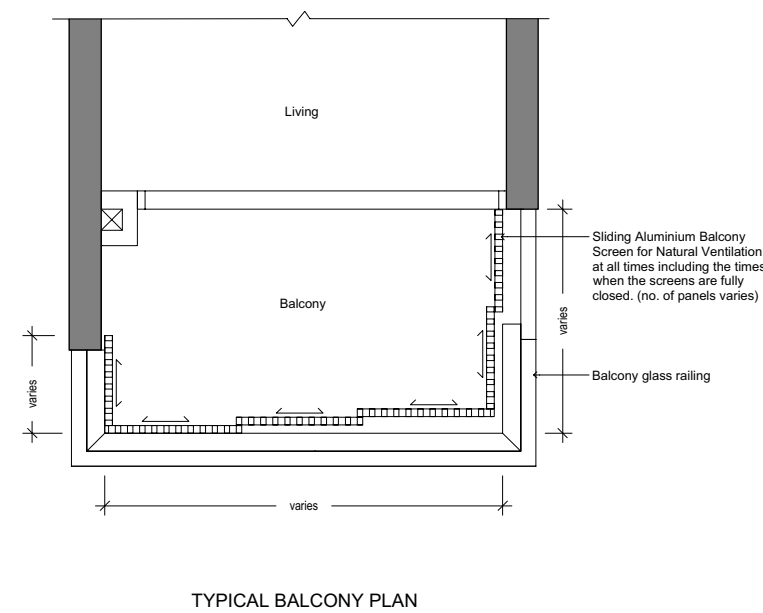 Living
Sliding Aluminium Balcony
Screen for Natural Ventilation
at all times including the times
when the screens are fully
closed. (no. of panels varies)
Balcony
varies
varies
Balcony glass railing
varies
TYPICAL BALCONY PLAN